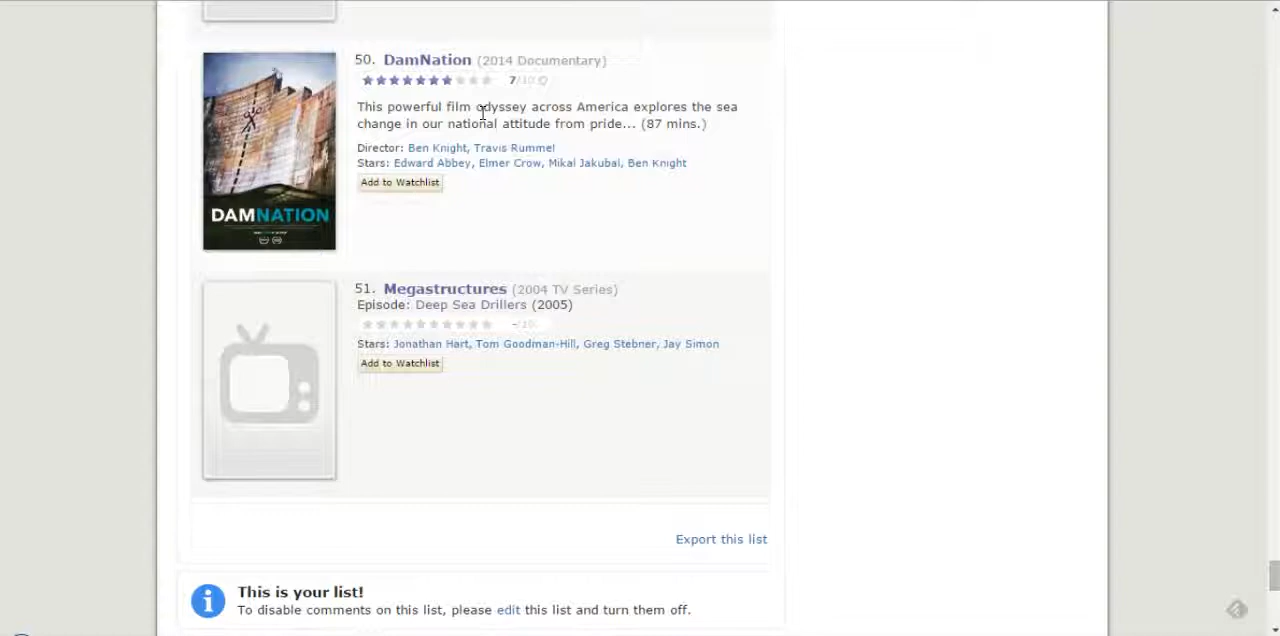 50. DamNation (2014 Documentary)
7/10
This powerful film odyssey across America explores the sea
change in our national attitude from pride... (87 mins.)
Director: Ben Knight, Travis Rummel
Stars: Edward Abbey, Elmer Crow, Mikal Jakubal, Ben Knight
Add to Watchlist
DAMNATION
51. Megastructures (2004 TV Series)
Episode: Deep Sea Drillers (2005)
-/10
Stars: Jonathan Hart, Tom Goodman-Hill, Greg Stebner, Jay Simon
Add to Watchlist
Export this list
This is your list!
To disable comments on this list, please edit this list and turn them off.